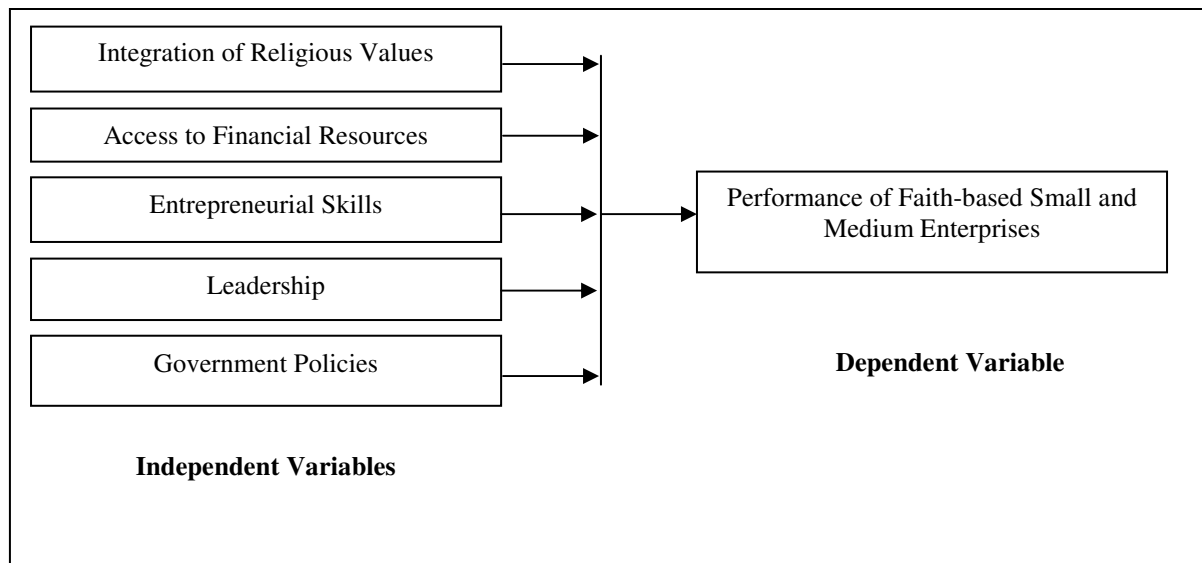 Integration of Religious Values
Access to Financial Resources
Entrepreneurial Skills
Leadership
Government Policies
Independent Variables
Performance of Faith-based Small and
Medium Enterprises
Dependent Variable